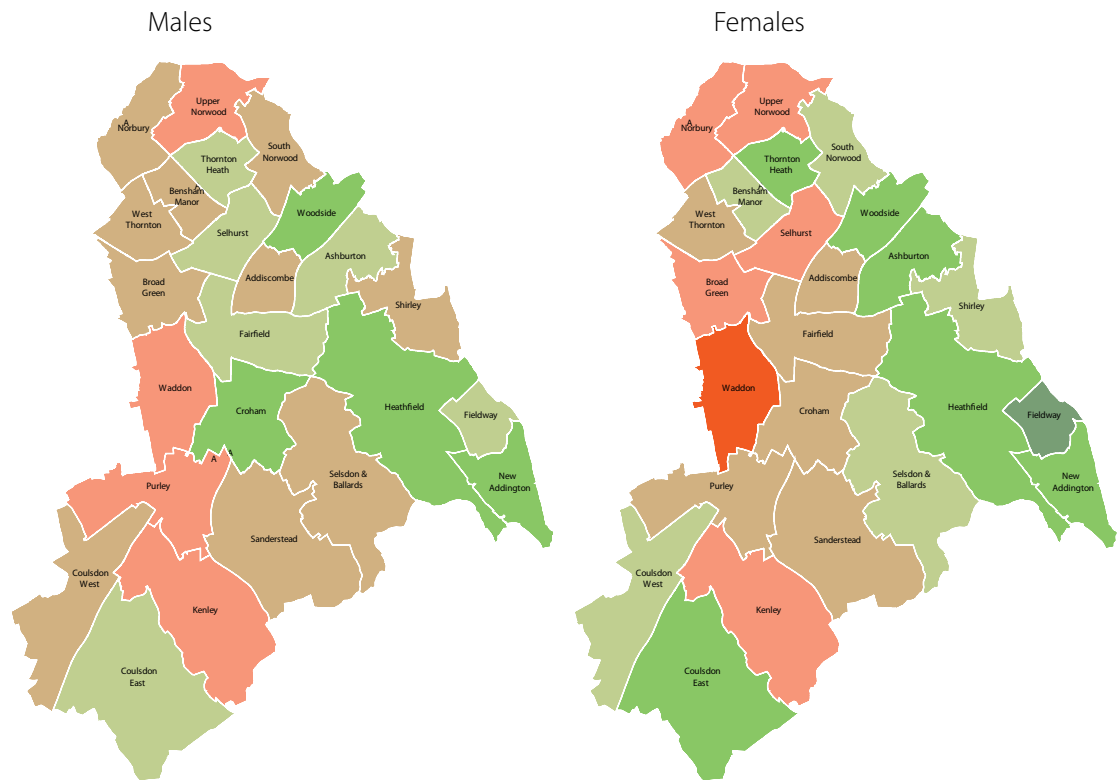 Males
Upper
Norwood
A
Norbury
South
Norwood
Thornton
Heath
A
Bensham
Manor
West
Thornton
Woodside
Selhurst
Ashburton
Addiscombe
Broad
Green
Shirley
Fairfield
Waddon
Croham
Heathfield
Fieldway
A
A
Purley
Selsdon &
Ballards
New
Addington
Sanderstead
Coulsdon
West
Kenley
Coulsdon
East
Females
Upper
Norwood
A
Norbury
South
Norwood
Thornton
Heath
A
Bensham
Manor
West
Thornton
Woodside
Selhurst
Ashburton
Addiscombe
Broad
Green
Shirley
Fairfield
Waddon
Croham
Heathfield
Fieldway
Purley
Selsdon &
Ballards
New
Addington
Sanderstead
Coulsdon
West
Kenley
Coulsdon
East